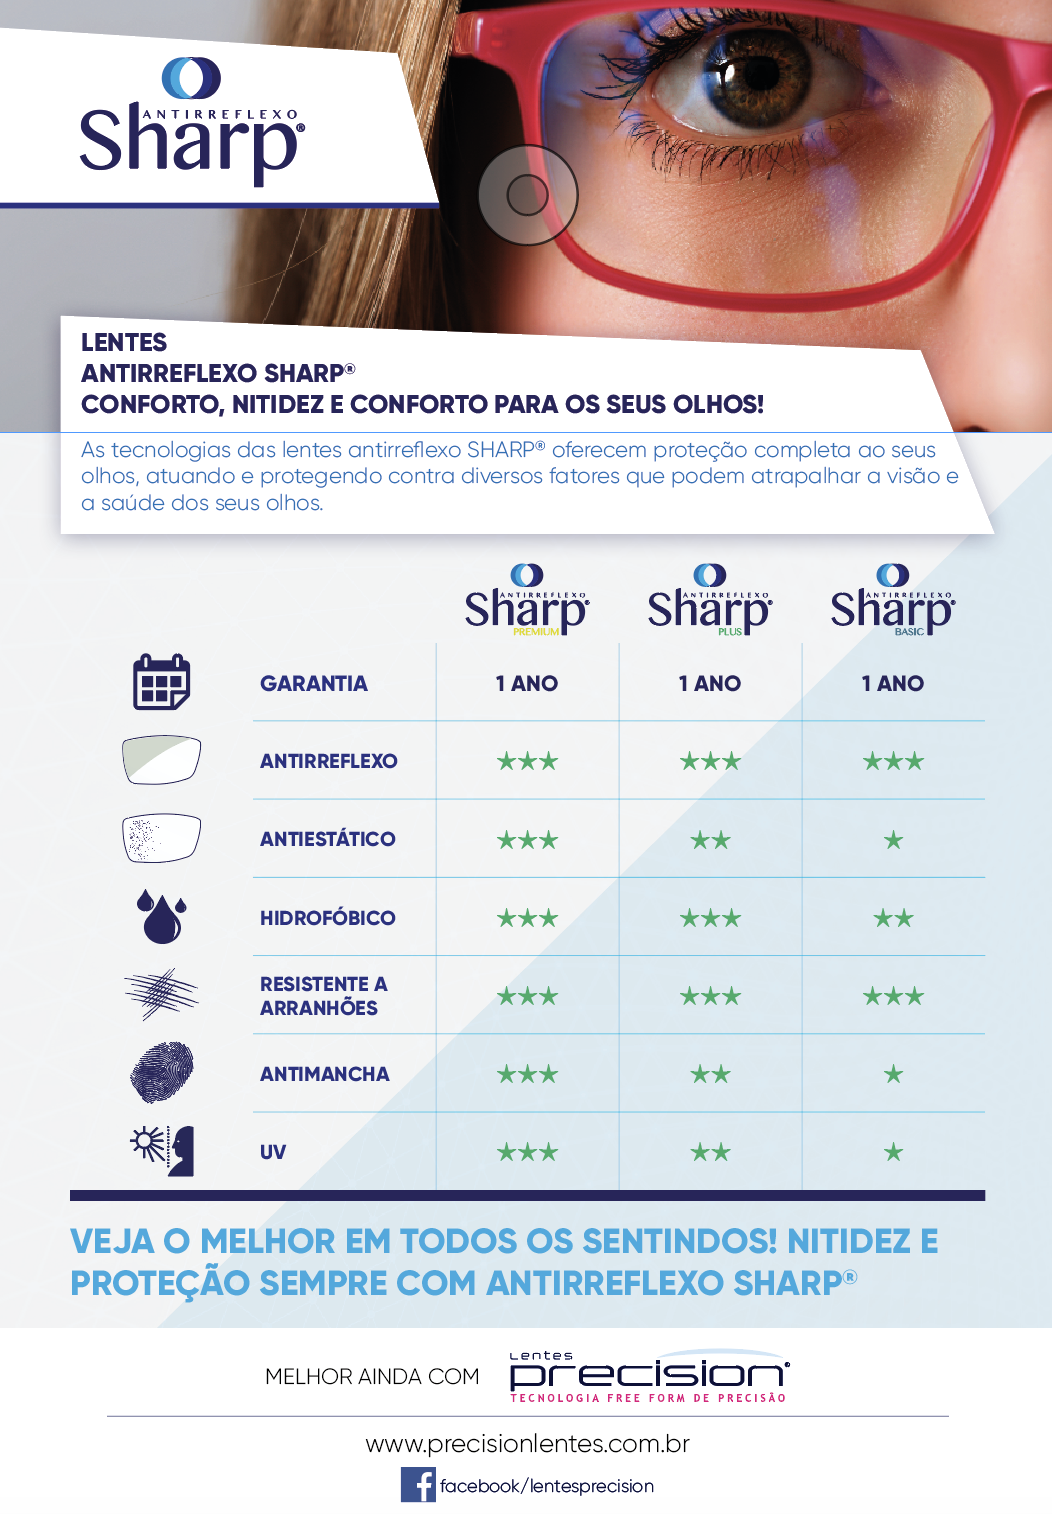 ANTIRREFLEXO
Sharp®
LENTES
ANTIRREFLEXO SHARP®
CONFORTO, NITIDEZ E CONFORTO PARA OS SEUS OLHOS!
As tecnologias das lentes antirreflexo SHARP® oferecem proteção completa ao seus
olhos, atuando e protegendo contra diversos fatores que podem atrapalhar a visão e
a saúde dos seus olhos.
ANTIRREFLEXO ANTIRREFLEXO ANTIRREFLEXO
Sharp® Sharp® Sharp®
PREMIUM PLUS BASIC
GARANTIA 1 ANO 1 ANO 1 ANO
ANTIRREFLEXO ★★★ ★★★ ★★★
ANTIESTÁTICO ★★★ ★★ ★
HIDROFÓBICO ★★★ ★★★ ★★
RESISTENTE A
ARRANHÕES ★★★ ★★★ ★★★
ANTIMANCHA ★★★ ★★ ★
UV ★★★ ★★ ★
VEJA O MELHOR EM TODOS OS SENTINDOS! NITIDEZ E
PROTEÇÃO SEMPRE COM ANTIRREFLEXO SHARP®
Lentes
MELHOR AINDA COM precision®
TECNOLOGIA FREE FORM DE PRECISÃO
www.precisionlentes.com.br
facebook/lentesprecision